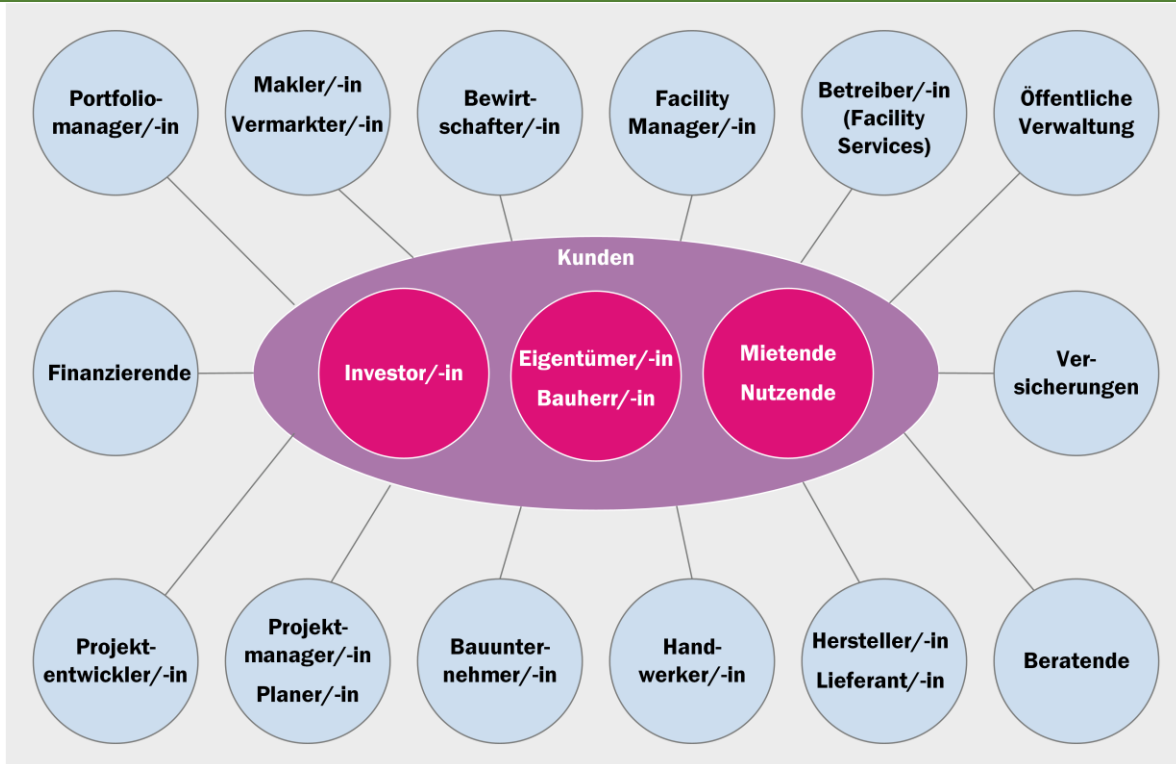 Portfolio-
manager/-in
Makler/-in
Vermarkter/-in
Bewirt-
schafter/-in
Facility
Manager/-in
Betreiber/-in
(Facility
Services)
Öffentliche
Verwaltung
Kunden
Finanzierende
Investor/-in
Eigentümer/-in
Bauherr/-in
Mietende
Nutzende
Ver-
sicherungen
Projekt-
entwickler/-in
Projekt-
manager/-in
Planer/-in
Bauunter-
nehmer/-in
Hand-
werker/-in
Hersteller/-in
Lieferant/-in
Beratende